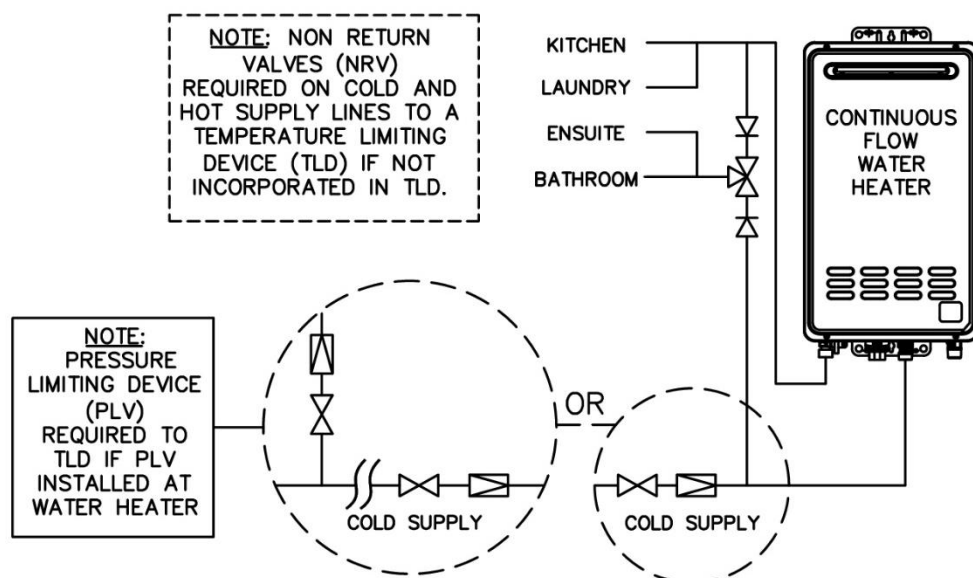 NOTE: NON RETURN
VALVES (NRV)
REQUIRED ON COLD AND
HOT SUPPLY LINES TO A
TEMPERATURE LIMITING
DEVICE (TLD) IF NOT
INCORPORATED IN TLD.
KITCHEN
LAUNDRY
ENSUITE
BATHROOM
CONTINUOUS
FLOW
WATER
HEATER
NOTE:
PRESSURE
LIMITING DEVICE
(PLV)
REQUIRED TO
TLD IF PLV
INSTALLED AT
WATER HEATER
OR
COLD SUPPLY
COLD SUPPLY